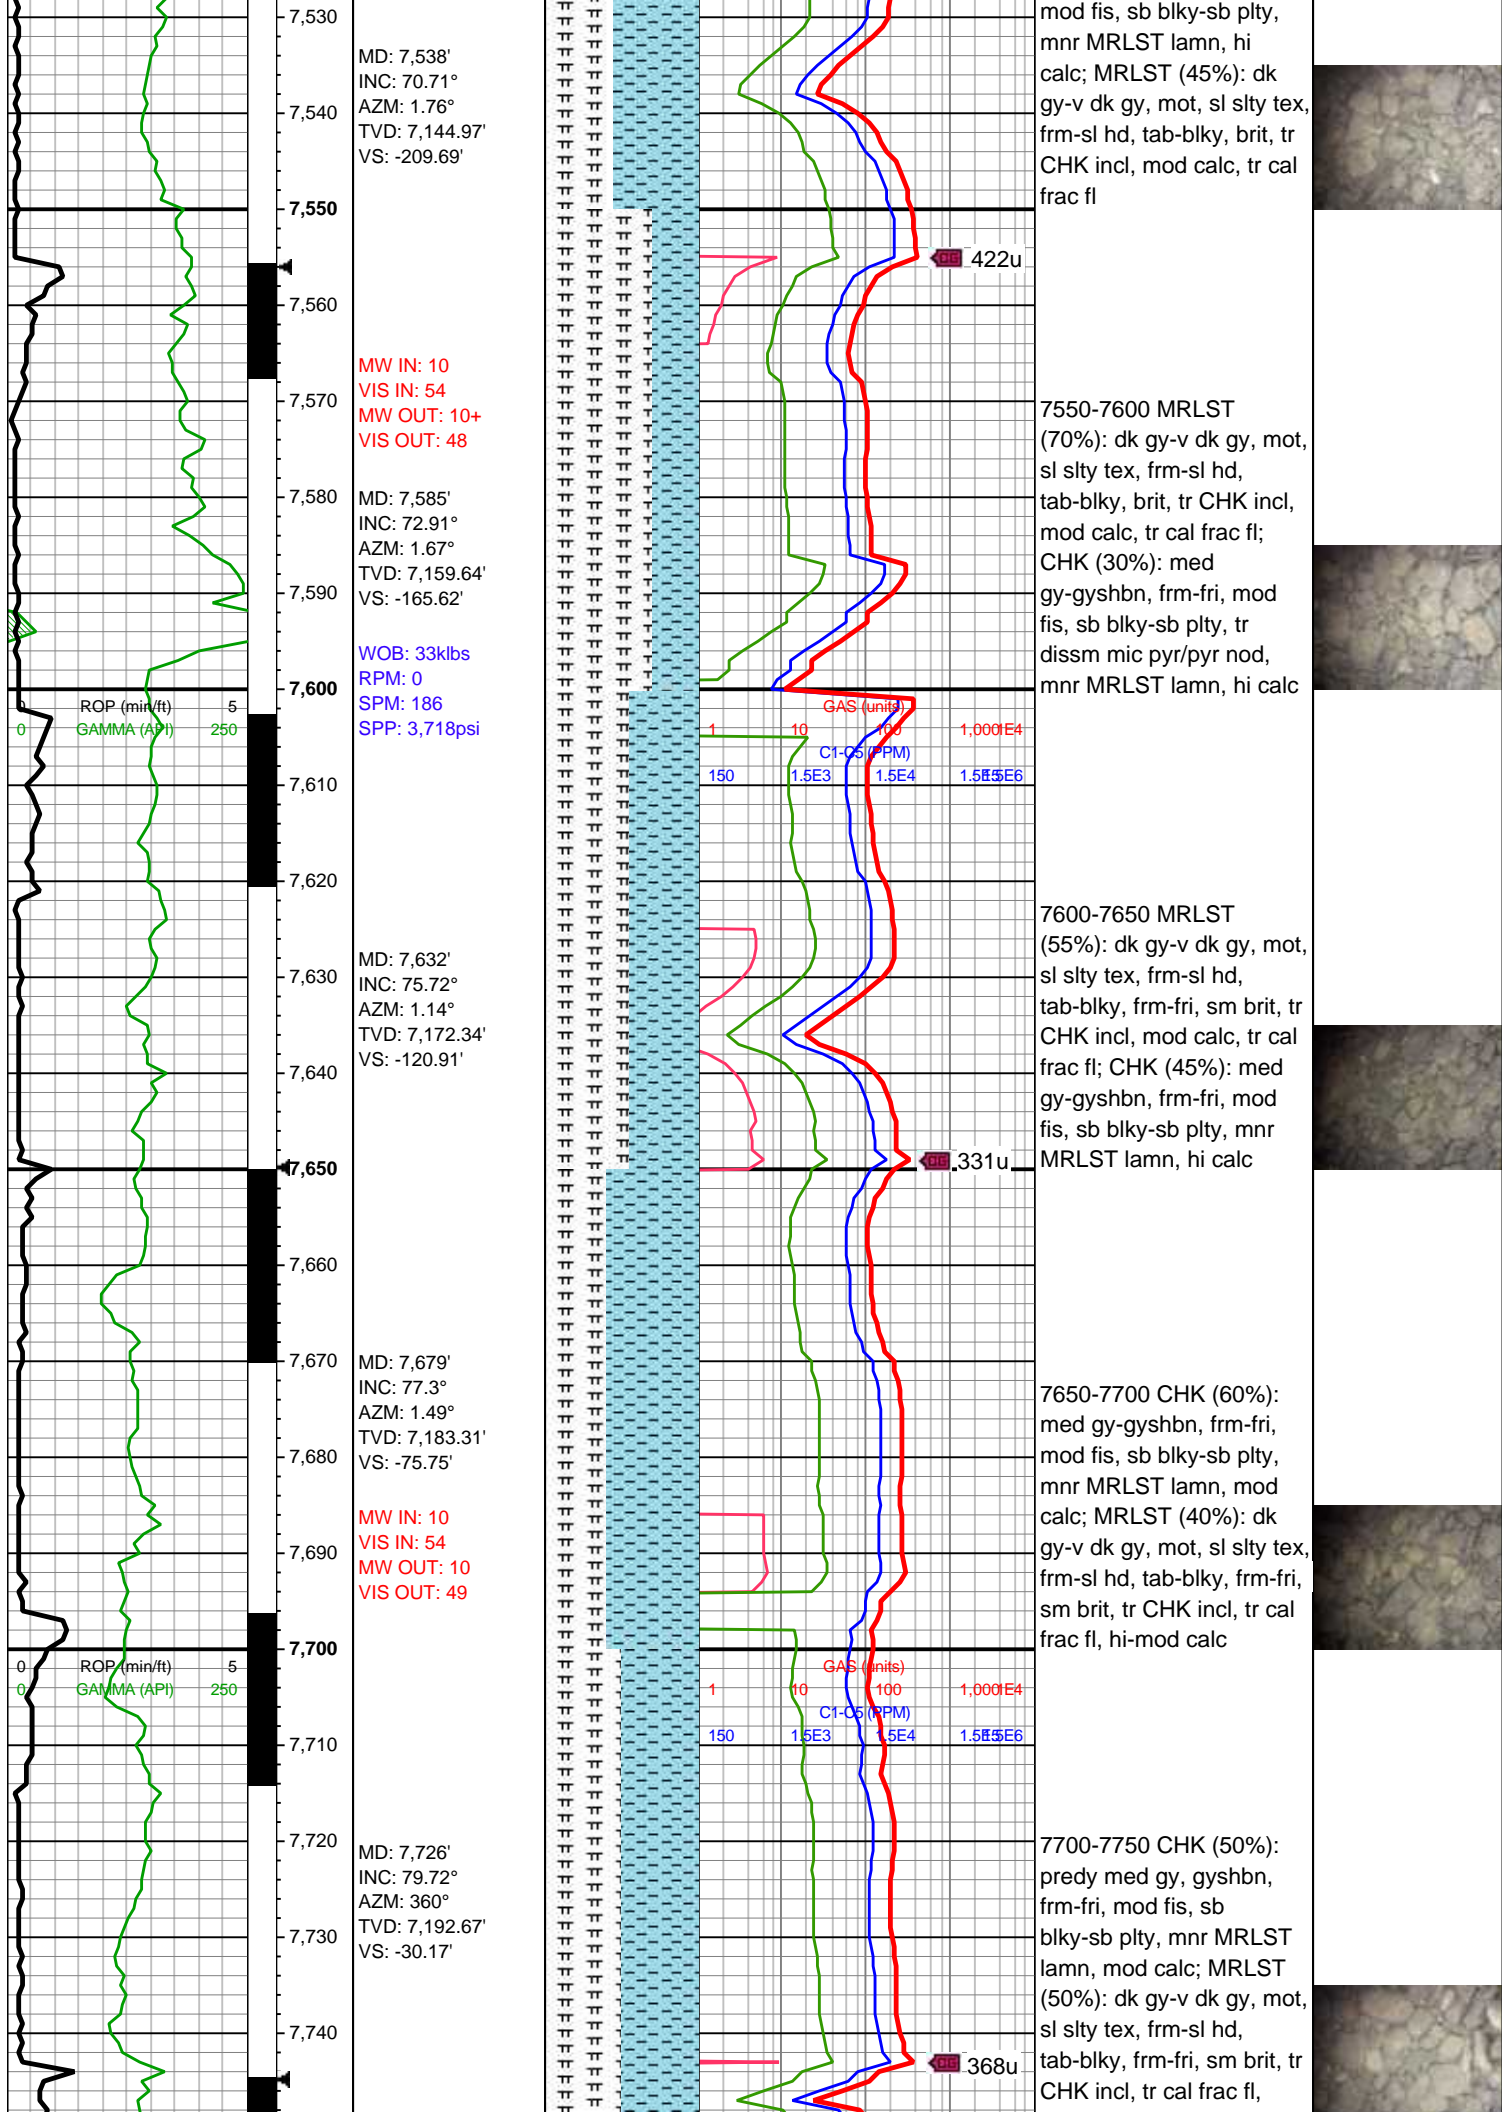 7,530
7,540
7,550
7,560
7,570
7,580
7,590
7,600
7,610
7,620
7,630
7,640
7,650
7,660
7,670
7,680
7,690
7,700
7,710
7,720
7,730
7,740
0 ROP (min/ft) 5
0 GAMMA (API) 250
0 ROP (min/ft) 5
0 GAMMA (API) 250
MD: 7,538'
INC: 70.71°
AZM: 1.76°
TVD: 7,144.97'
VS: -209.69'
MW IN: 10
VIS IN: 54
MW OUT: 10+
VIS OUT: 48
MD: 7,585'
INC: 72.91°
AZM: 1.67°
TVD: 7,159.64'
VS: -165.62'
WOB: 33klbs
RPM: 0
SPM: 186
SPP: 3,718psi
MD: 7,632'
INC: 75.72°
AZM: 1.14°
TVD: 7,172.34'
VS: -120.91'
MD: 7,679'
INC: 77.3°
AZM: 1.49°
TVD: 7,183.31'
VS: -75.75'
MW IN: 10
VIS IN: 54
MW OUT: 10
VIS OUT: 49
MD: 7,726'
INC: 79.72°
AZM: 360°
TVD: 7,192.67'
VS: -30.17'
CG 422u
GAS (units)
1 10 100 1,000 1E4
C1-C5 (PPM)
150 1.5E3 1.5E4 1.5E5 1.5E6
CG 331u
GAS (units)
1 10 100 1,000 1E4
C1-C5 (PPM)
150 1.5E3 1.5E4 1.5E5 1.5E6
CG 368u
mod fis, sb blky-sb plty,
mnr MRLST lamn, hi
calc; MRLST (45%): dk
gy-v dk gy, mot, sl slty tex,
frm-sl hd, tab-blky, brit, tr
CHK incl, mod calc, tr cal
frac fl
7550-7600 MRLST
(70%): dk gy-v dk gy, mot,
sl slty tex, frm-sl hd,
tab-blky, brit, tr CHK incl,
mod calc, tr cal frac fl;
CHK (30%): med
gy-gyshbn, frm-fri, mod
fis, sb blky-sb plty, tr
dissm mic pyr/pyr nod,
mnr MRLST lamn, hi calc
7600-7650 MRLST
(55%): dk gy-v dk gy, mot,
sl slty tex, frm-sl hd,
tab-blky, frm-fri, sm brit, tr
CHK incl, mod calc, tr cal
frac fl; CHK (45%): med
gy-gyshbn, frm-fri, mod
fis, sb blky-sb plty, mnr
MRLST lamn, hi calc
7650-7700 CHK (60%):
med gy-gyshbn, frm-fri,
mod fis, sb blky-sb plty,
mnr MRLST lamn, mod
calc; MRLST (40%): dk
gy-v dk gy, mot, sl slty tex,
frm-sl hd, tab-blky, frm-fri,
sm brit, tr CHK incl, tr cal
frac fl, hi-mod calc
7700-7750 CHK (50%):
predy med gy, gyshbn,
frm-fri, mod fis, sb
blky-sb plty, mnr MRLST
lamn, mod calc; MRLST
(50%): dk gy-v dk gy, mot,
sl slty tex, frm-sl hd,
tab-blky, frm-fri, sm brit, tr
CHK incl, tr cal frac fl,